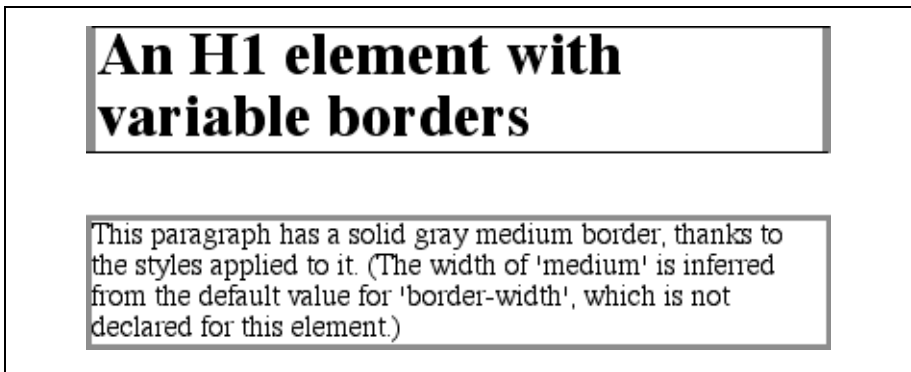 An H1 element with
variable borders
This paragraph has a solid gray medium border, thanks to
the styles applied to it. (The width of 'medium' is inferred
from the default value for 'border-width', which is not
declared for this element.)